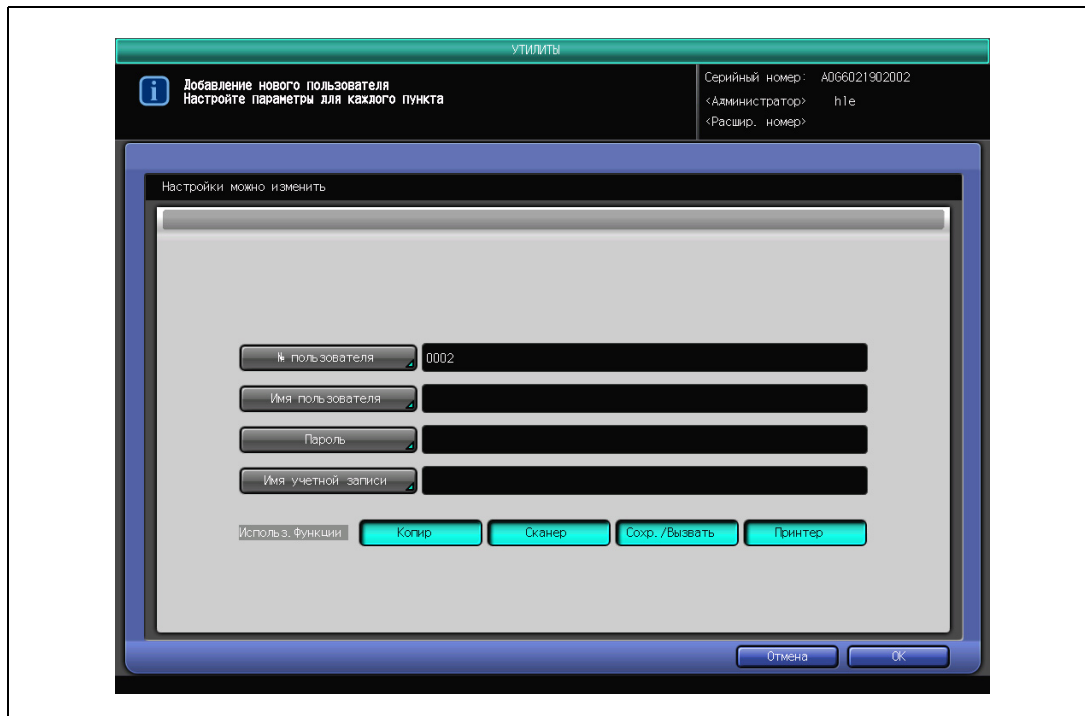 УТИЛИТЫ
Добавление нового пользователя
Настройте параметры для каждого пункта
Серийный номер: A0G6021902002
<Администратор> hle
<Расшир. номер>
Настройки можно изменить
№ пользователя 0002
Имя пользователя
Пароль
Имя учетной записи
Использ.Функции Копир Сканер Сохр./Вызвать Принтер
Отмена OK